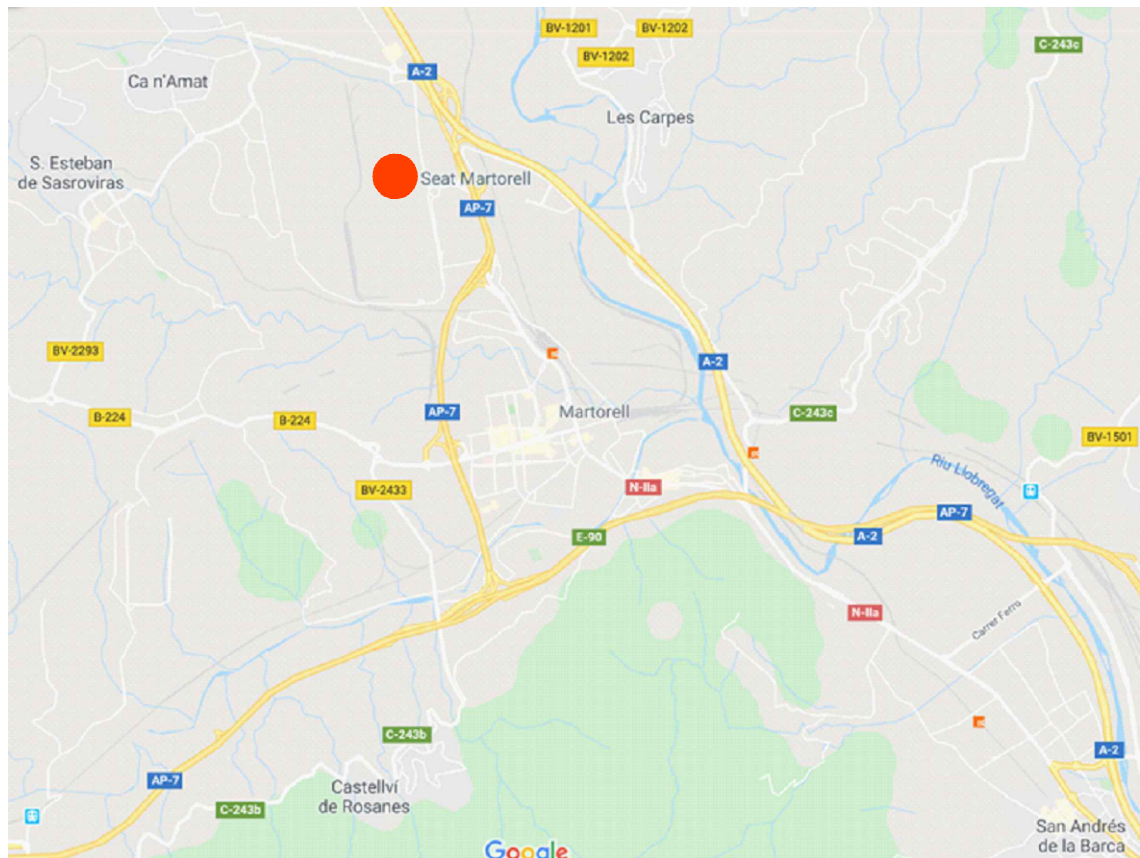 BV-1201
BV-1202
C-243c
BV-1202
A-2
Ca n'Amat
Les Carpes
S. Esteban
de Sasroviras
Seat Martorell
AP-7
BV-2293
A-2
B-224
B-224
AP-7
Martorell
C-243c
BV-1501
Riu Llobregat
BV-2433
N-IIa
AP-7
E-90
A-2
N-IIa
Carrer Ferro
C-243b
A-2
AP-7
Castellví
de Rosanes
C-243b
San Andrés
de la Barca
Google